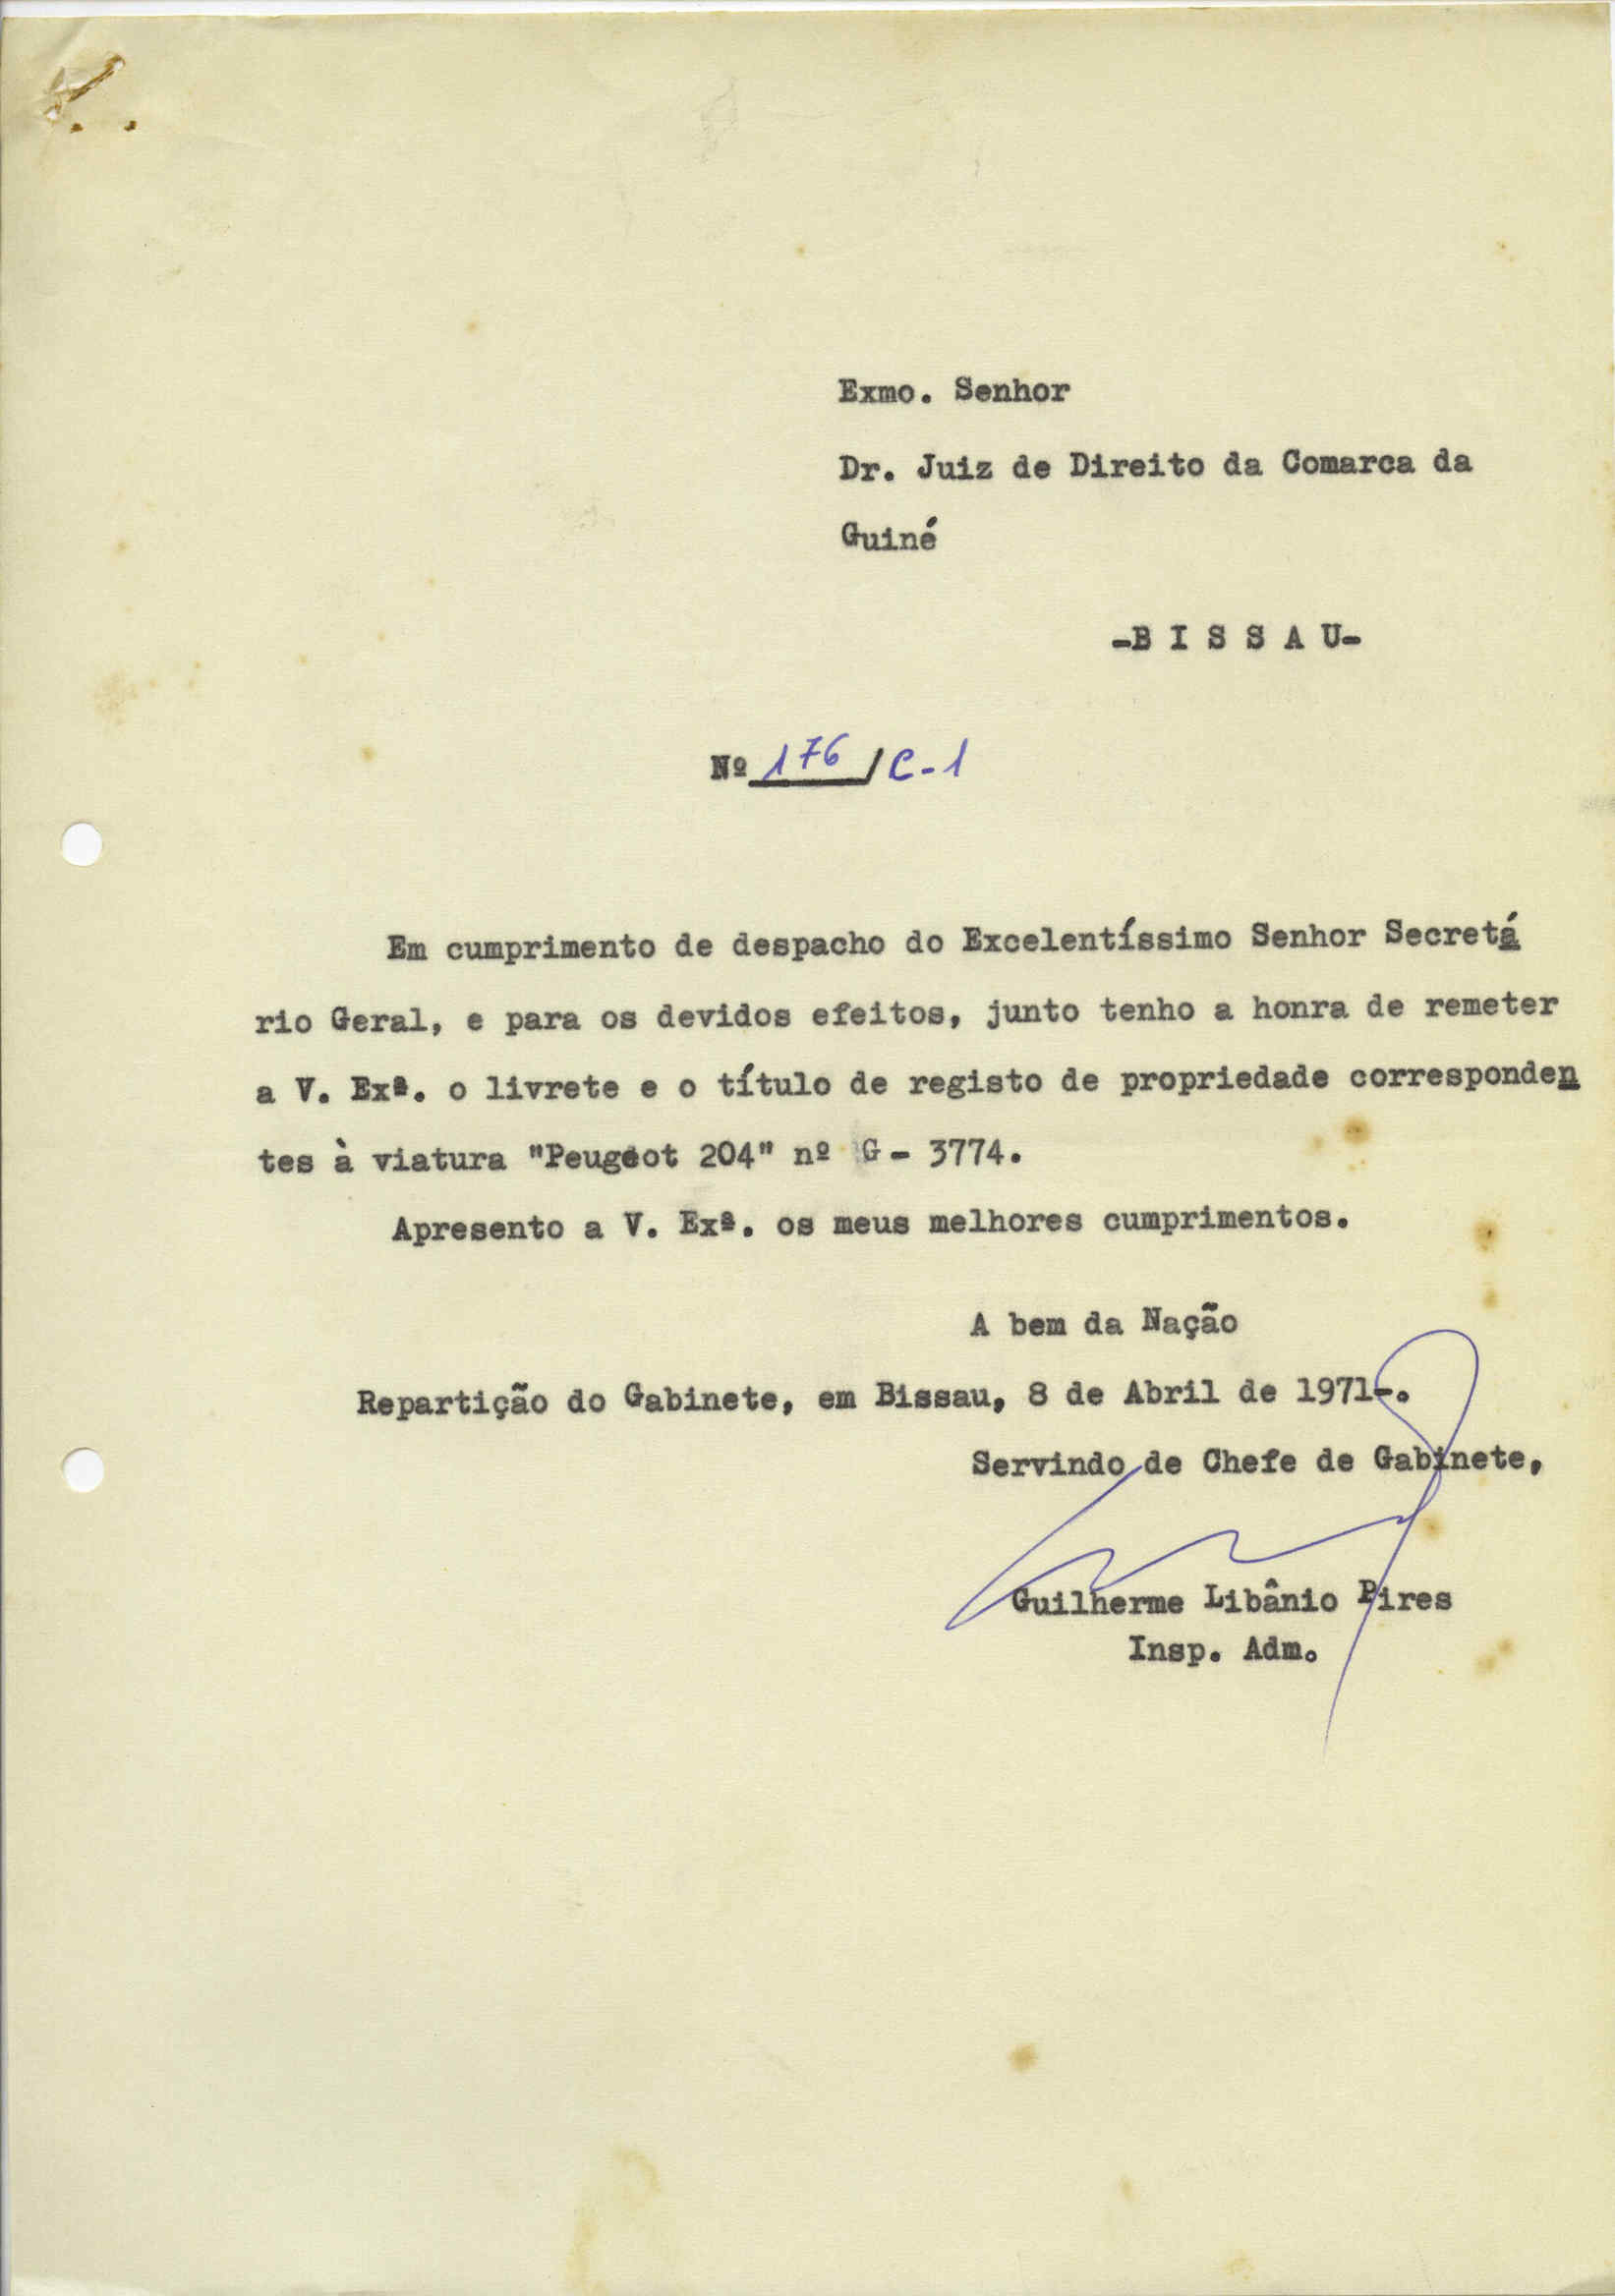 Exmo. Senhor
Dr. Juiz de Direito da Comarca da
Guiné
-B I S S A U-
Nº 176/C-1
Em cumprimento de despacho do Excelentíssimo Senhor Secretá
rio Geral, e para os devidos efeitos, junto tenho a honra de remeter
a V. Exª. o livrete e o título de registo de propriedade corresponden
tes à viatura "Peugeot 204" nº G- 3774.
Apresento a V. Exª. os meus melhores cumprimentos.
A bem da Nação
Repartição do Gabinete, em Bissau, 8 de Abril de 1971-.
Servindo de Chefe de Gabinete,
Guilherme Libânio Pires
Insp. Adm.